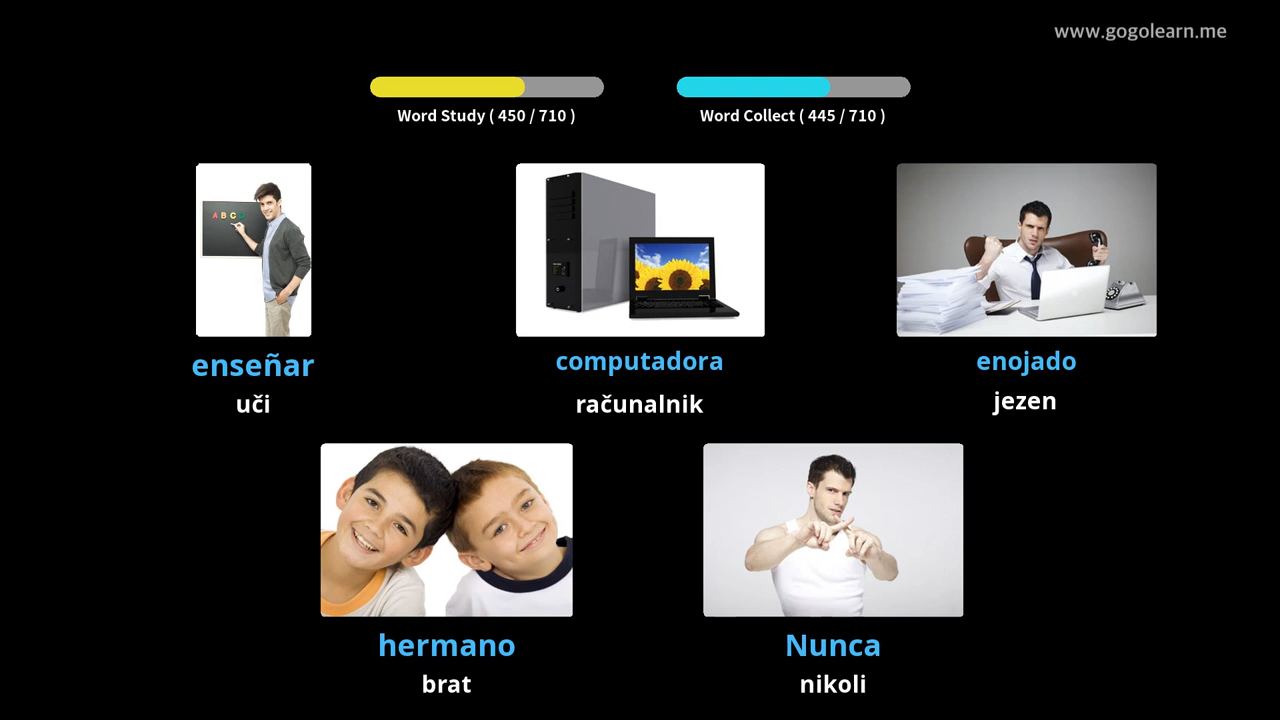 www.gogolearn.me
Word Study ( 450 / 710 )
Word Collect ( 445 / 710 )
A B C D
enseñar
uči
computadora
računalnik
enojado
jezen
hermano
brat
Nunca
nikoli